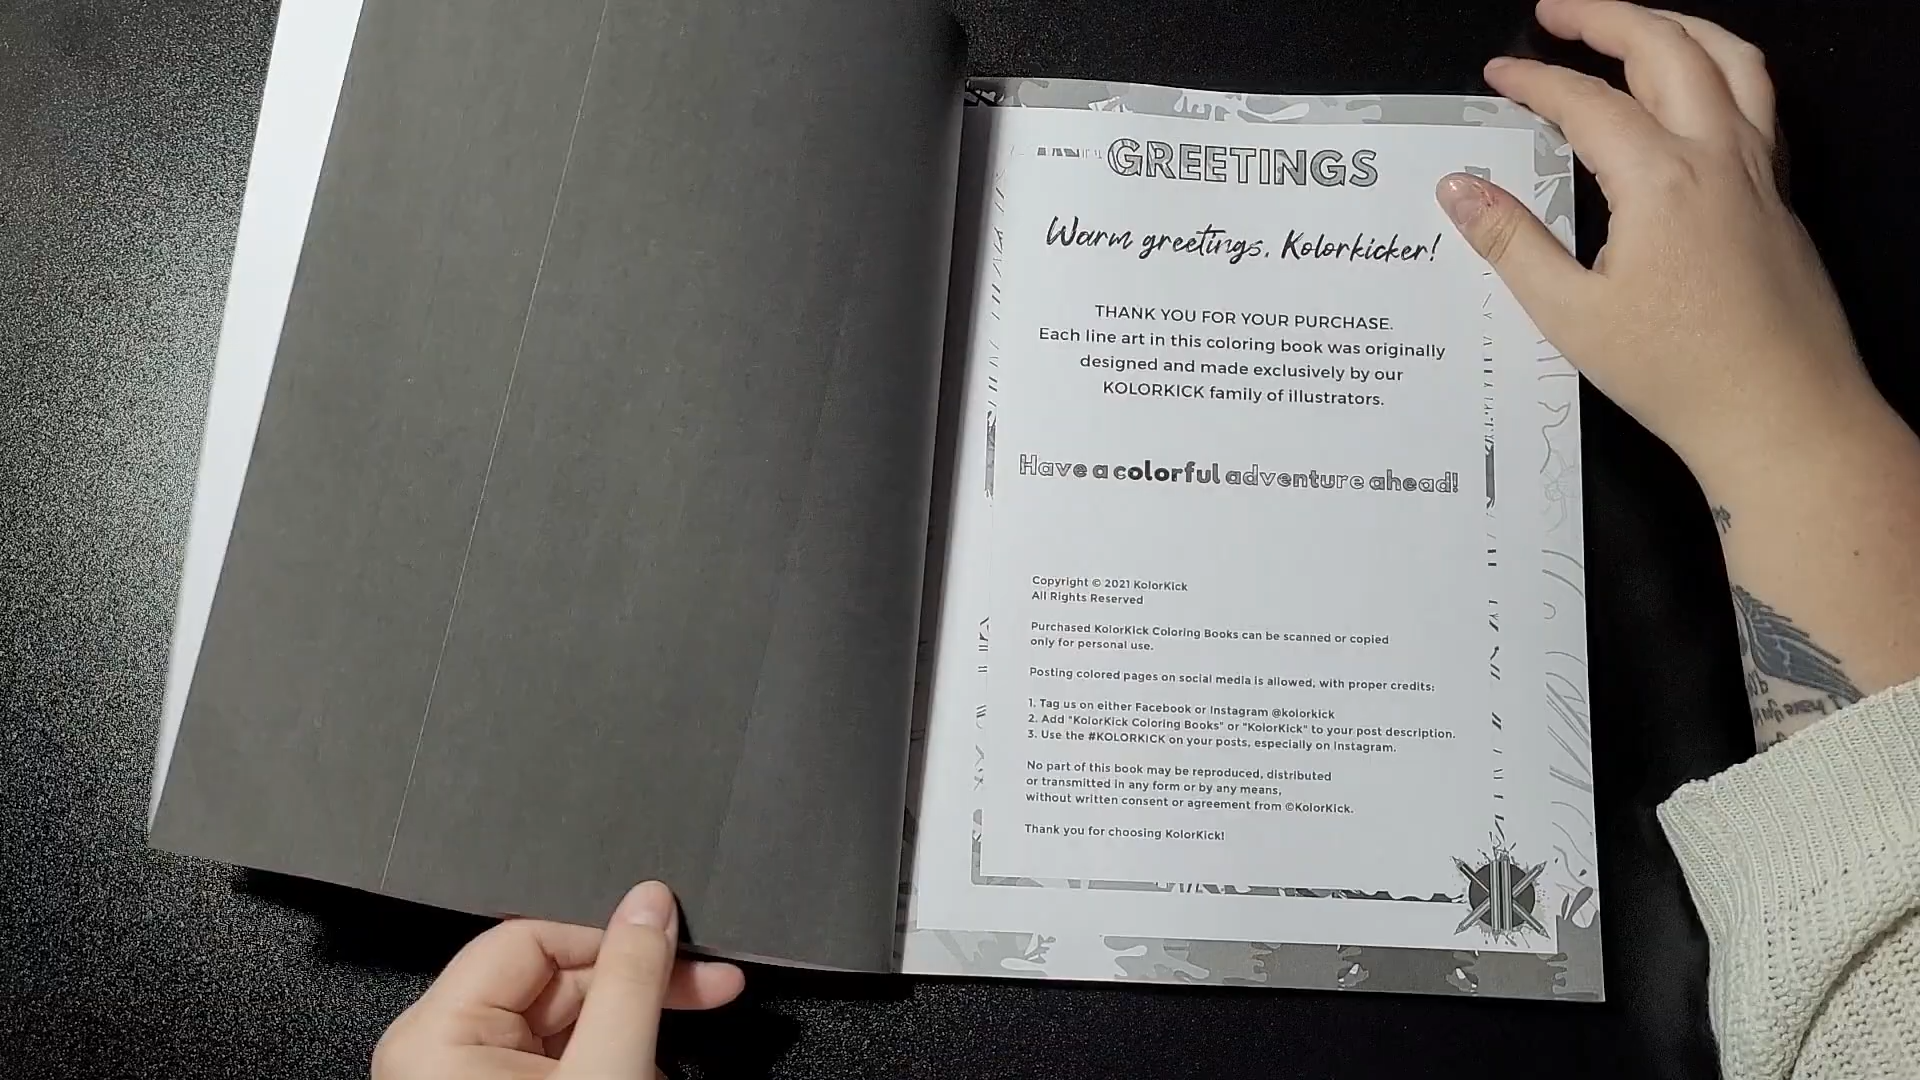 GREETINGS
Warm greetings, Kolorkicker!
THANK YOU FOR YOUR PURCHASE.
Each line art in this coloring book was originally
designed and made exclusively by our
KOLORKICK family of illustrators.
Have a colorful adventure ahead!
Copyright © 2021 KolorKick
All Rights Reserved
Purchased KolorKick Coloring Books can be scanned or copied
only for personal use.
Posting colored pages on social media is allowed, with proper credits:
1. Tag us on either Facebook or Instagram @kolorkick
2. Add "KolorKick Coloring Books" or "KolorKick" to your post description.
3. Use the #KOLORKICK on your posts, especially on Instagram.
No part of this book may be reproduced, distributed
or transmitted in any form or by any means,
without written consent or agreement from ©KolorKick.
Thank you for choosing KolorKick!